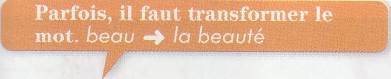 Parfois, il faut transformer le
mot. beau → la beauté